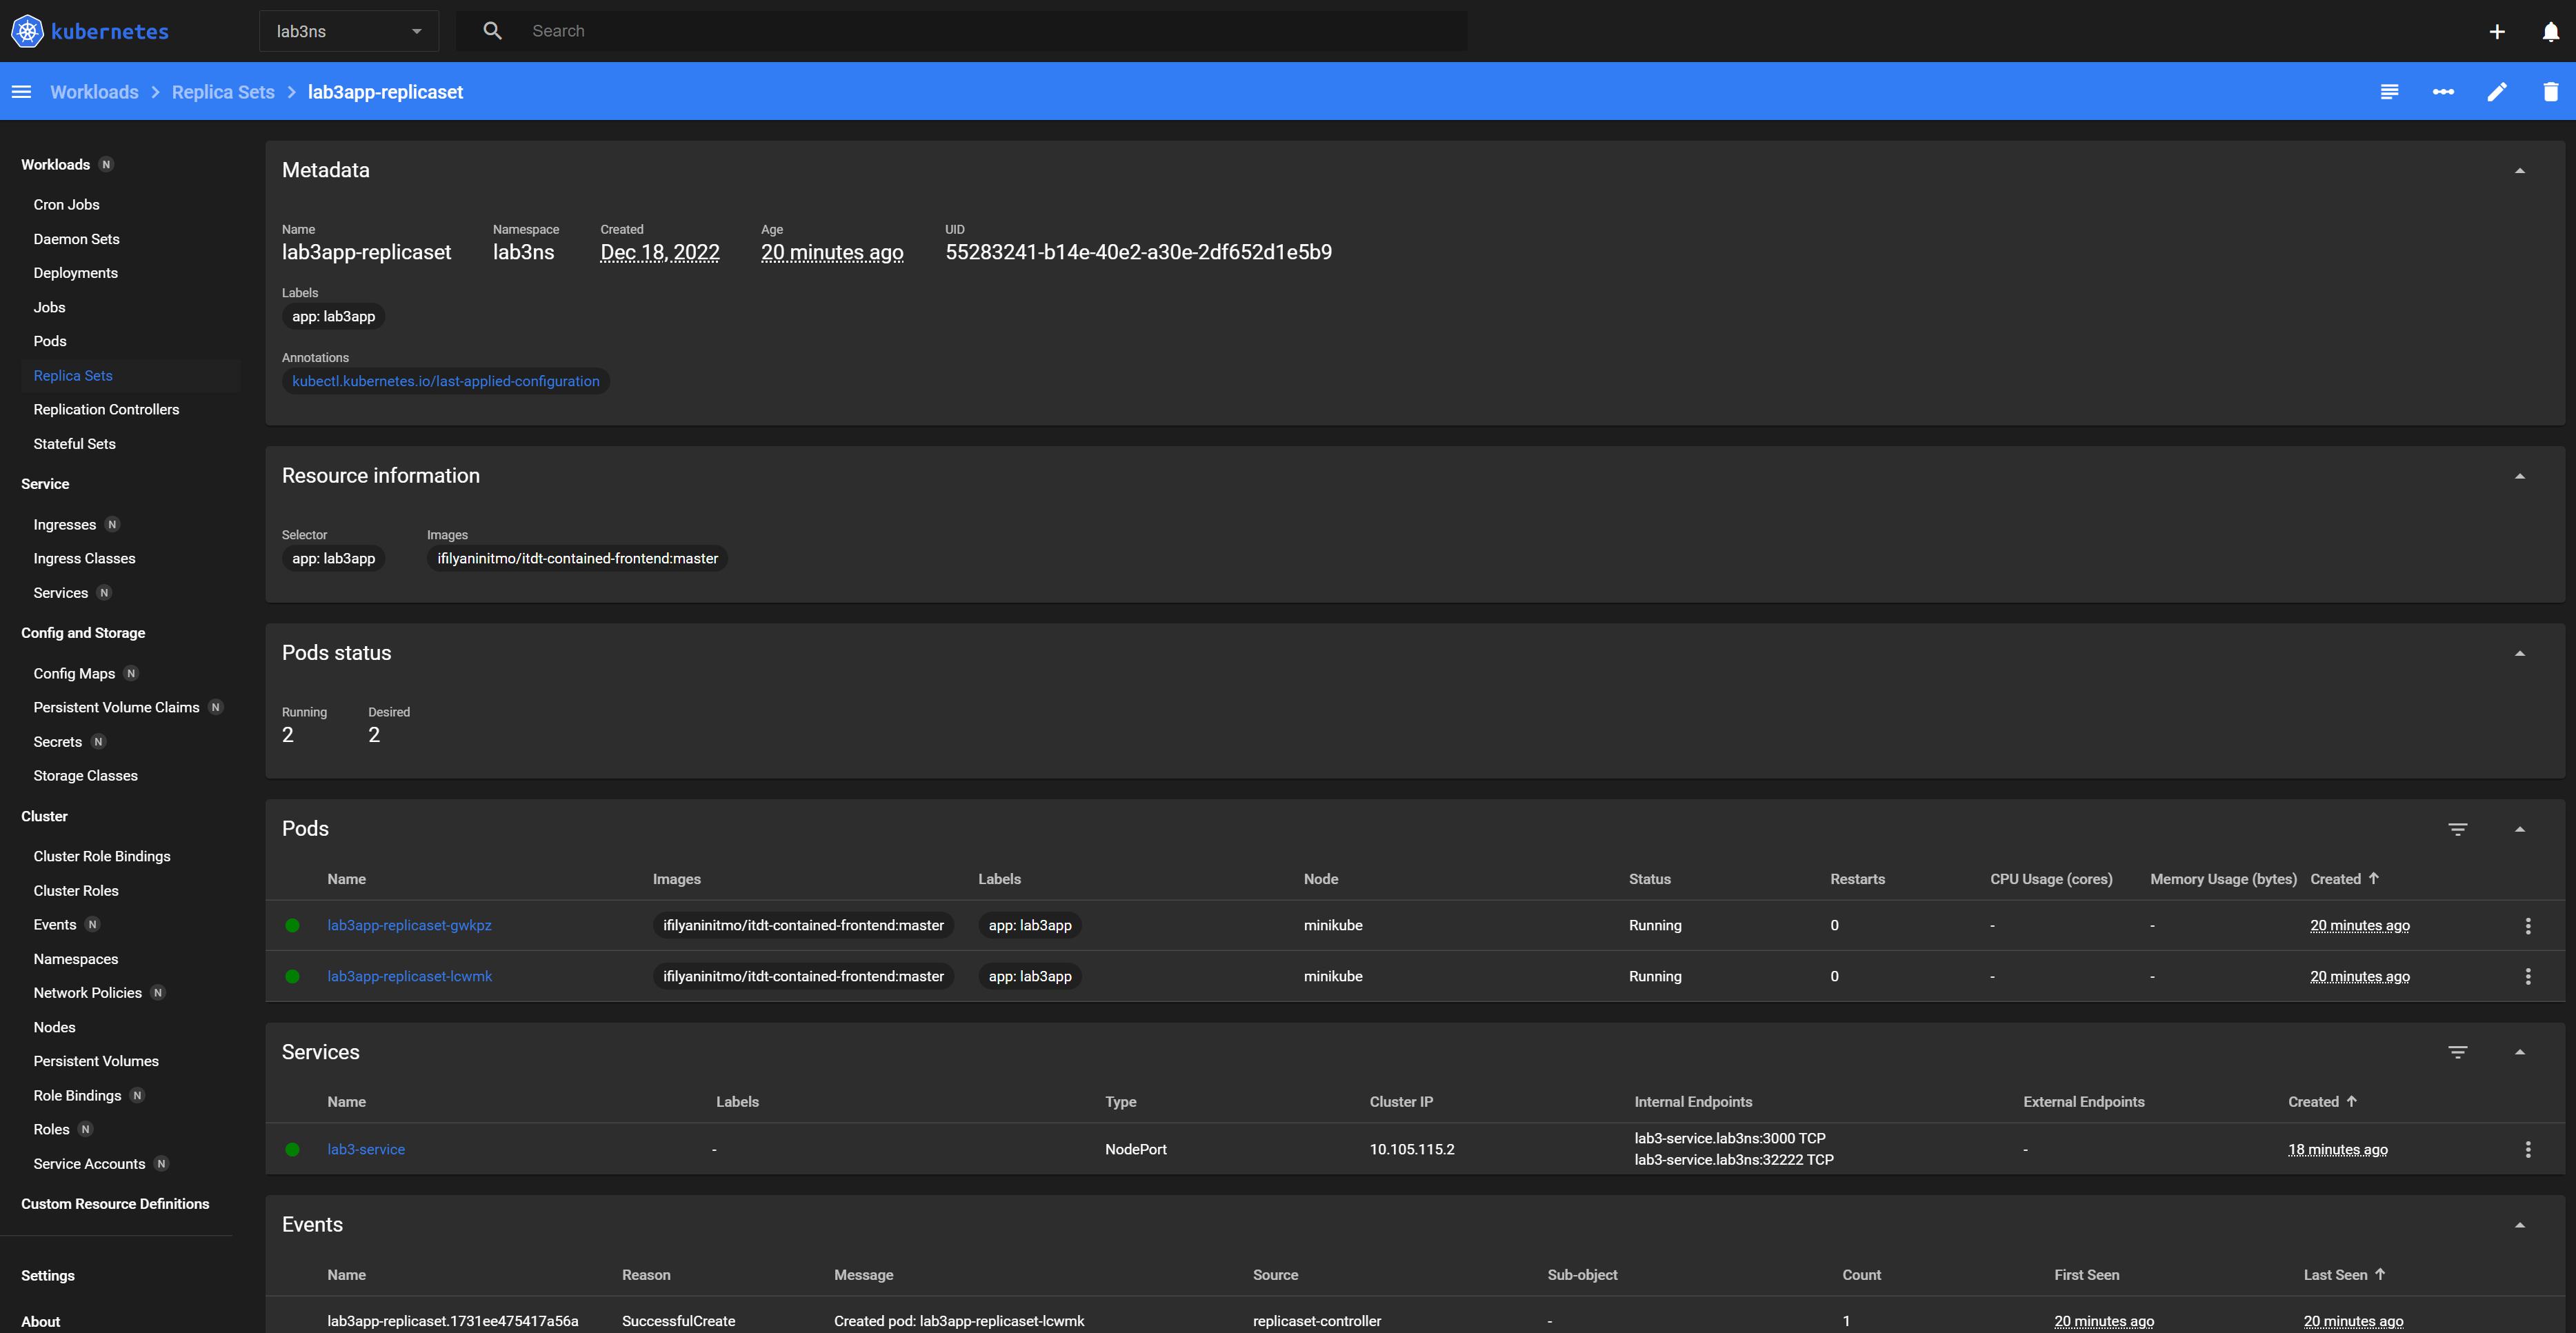 kubernetes
lab3ns
Search
Workloads > Replica Sets > lab3app-replicaset
Workloads N
Cron Jobs
Daemon Sets
Deployments
Jobs
Pods
Replica Sets
Replication Controllers
Stateful Sets
Service
Ingresses N
Ingress Classes
Services N
Config and Storage
Config Maps N
Persistent Volume Claims N
Secrets N
Storage Classes
Cluster
Cluster Role Bindings
Cluster Roles
Events N
Namespaces
Network Policies N
Nodes
Persistent Volumes
Role Bindings N
Roles N
Service Accounts N
Custom Resource Definitions
Settings
About
Metadata
Name Namespace Created Age UID
lab3app-replicaset lab3ns Dec 18, 2022 20 minutes ago 55283241-b14e-40e2-a30e-2df652d1e5b9
Labels
app: lab3app
Annotations
kubectl.kubernetes.io/last-applied-configuration
Resource information
Selector Images
app: lab3app ifilyaninitmo/itdt-contained-frontend:master
Pods status
Running Desired
2 2
Pods
Name Images Labels Node Status Restarts CPU Usage (cores) Memory Usage (bytes) Created
lab3app-replicaset-gwkpz ifilyaninitmo/itdt-contained-frontend:master app: lab3app minikube Running 0 - - 20 minutes ago
lab3app-replicaset-lcwmk ifilyaninitmo/itdt-contained-frontend:master app: lab3app minikube Running 0 - - 20 minutes ago
Services
Name Labels Type Cluster IP Internal Endpoints External Endpoints Created
lab3-service - NodePort 10.105.115.2 lab3-service.lab3ns:3000 TCP - 18 minutes ago
lab3-service.lab3ns:32222 TCP
Events
Name Reason Message Source Sub-object Count First Seen Last Seen
lab3app-replicaset.1731ee475417a56a SuccessfulCreate Created pod: lab3app-replicaset-lcwmk replicaset-controller - 1 20 minutes ago 20 minutes ago